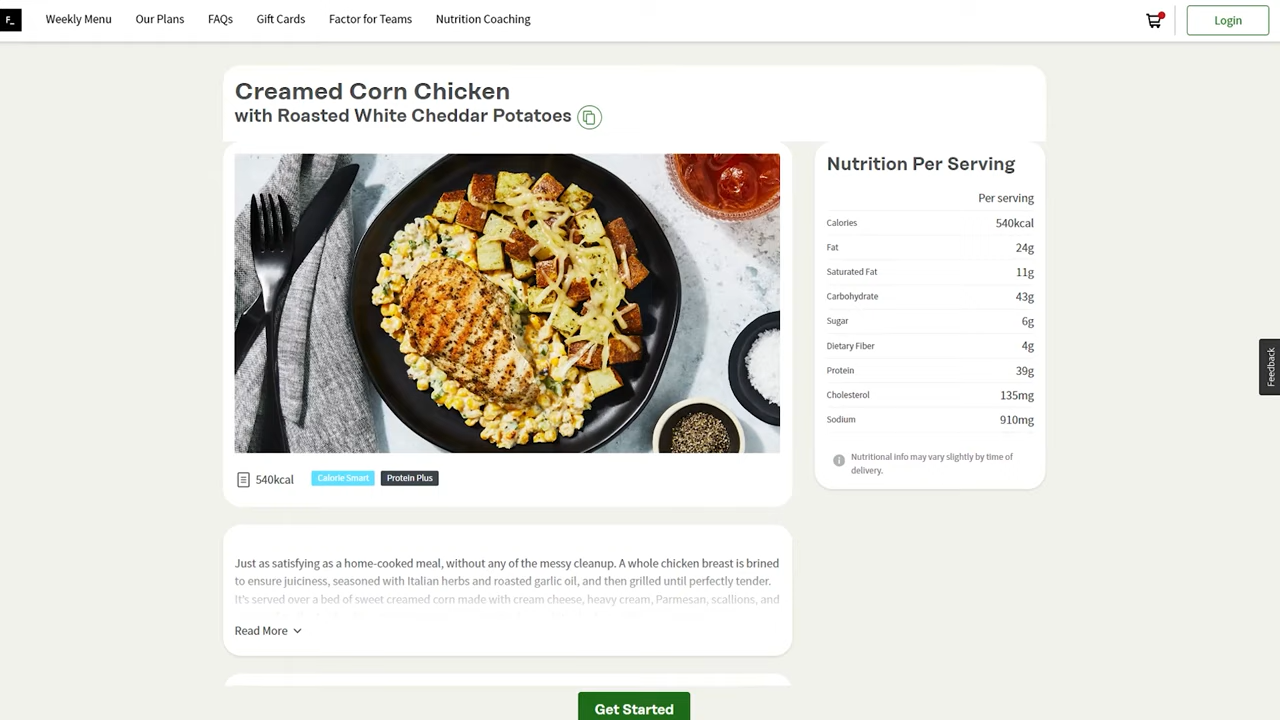 F_
Weekly Menu
Our Plans
FAQs
Gift Cards
Factor for Teams
Nutrition Coaching
Login
Creamed Corn Chicken
with Roasted White Cheddar Potatoes
540kcal
Calorie Smart
Protein Plus
Just as satisfying as a home-cooked meal, without any of the messy cleanup. A whole chicken breast is brined
to ensure juiciness, seasoned with Italian herbs and roasted garlic oil, and then grilled until perfectly tender.
It's served over a bed of sweet creamed corn made with cream cheese, heavy cream, Parmesan, scallions, and
Read More
Nutrition Per Serving
Per serving
Calories 540kcal
Fat 24g
Saturated Fat 11g
Carbohydrate 43g
Sugar 6g
Dietary Fiber 4g
Protein 39g
Cholesterol 135mg
Sodium 910mg
Nutritional info may vary slightly by time of
delivery.
Feedback
Get Started